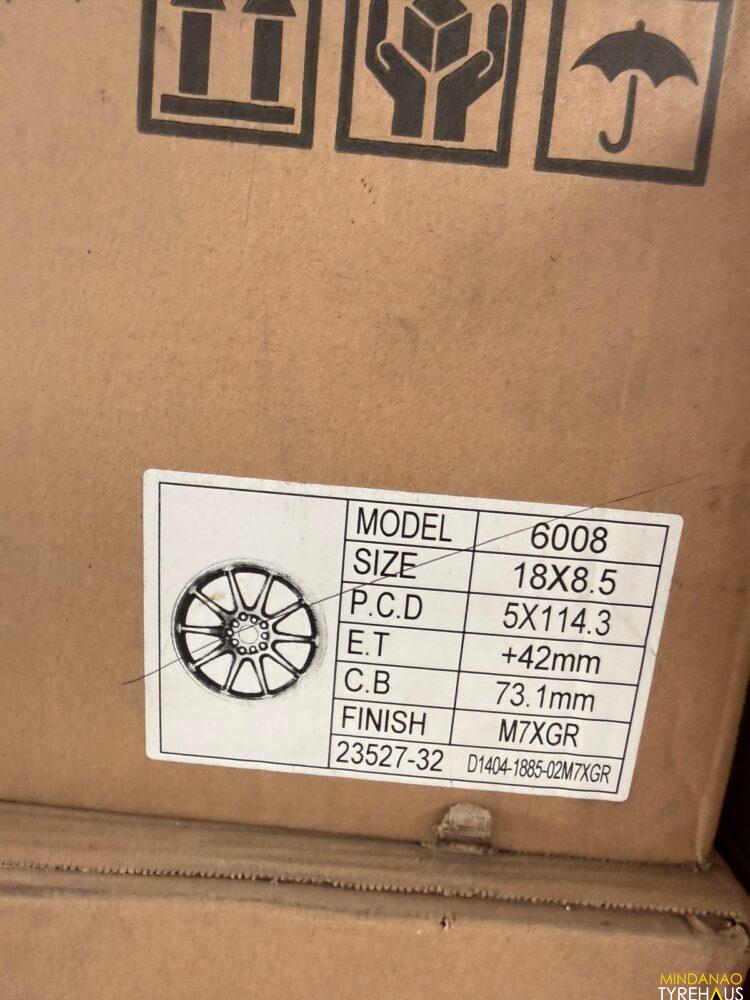 MODEL 6008
SIZE 18X8.5
P.C.D 5X114.3
E.T +42mm
C.B 73.1mm
FINISH M7XGR
23527-32 D1404-1885-02M7XGR
MINDANAO
TYREHAUS